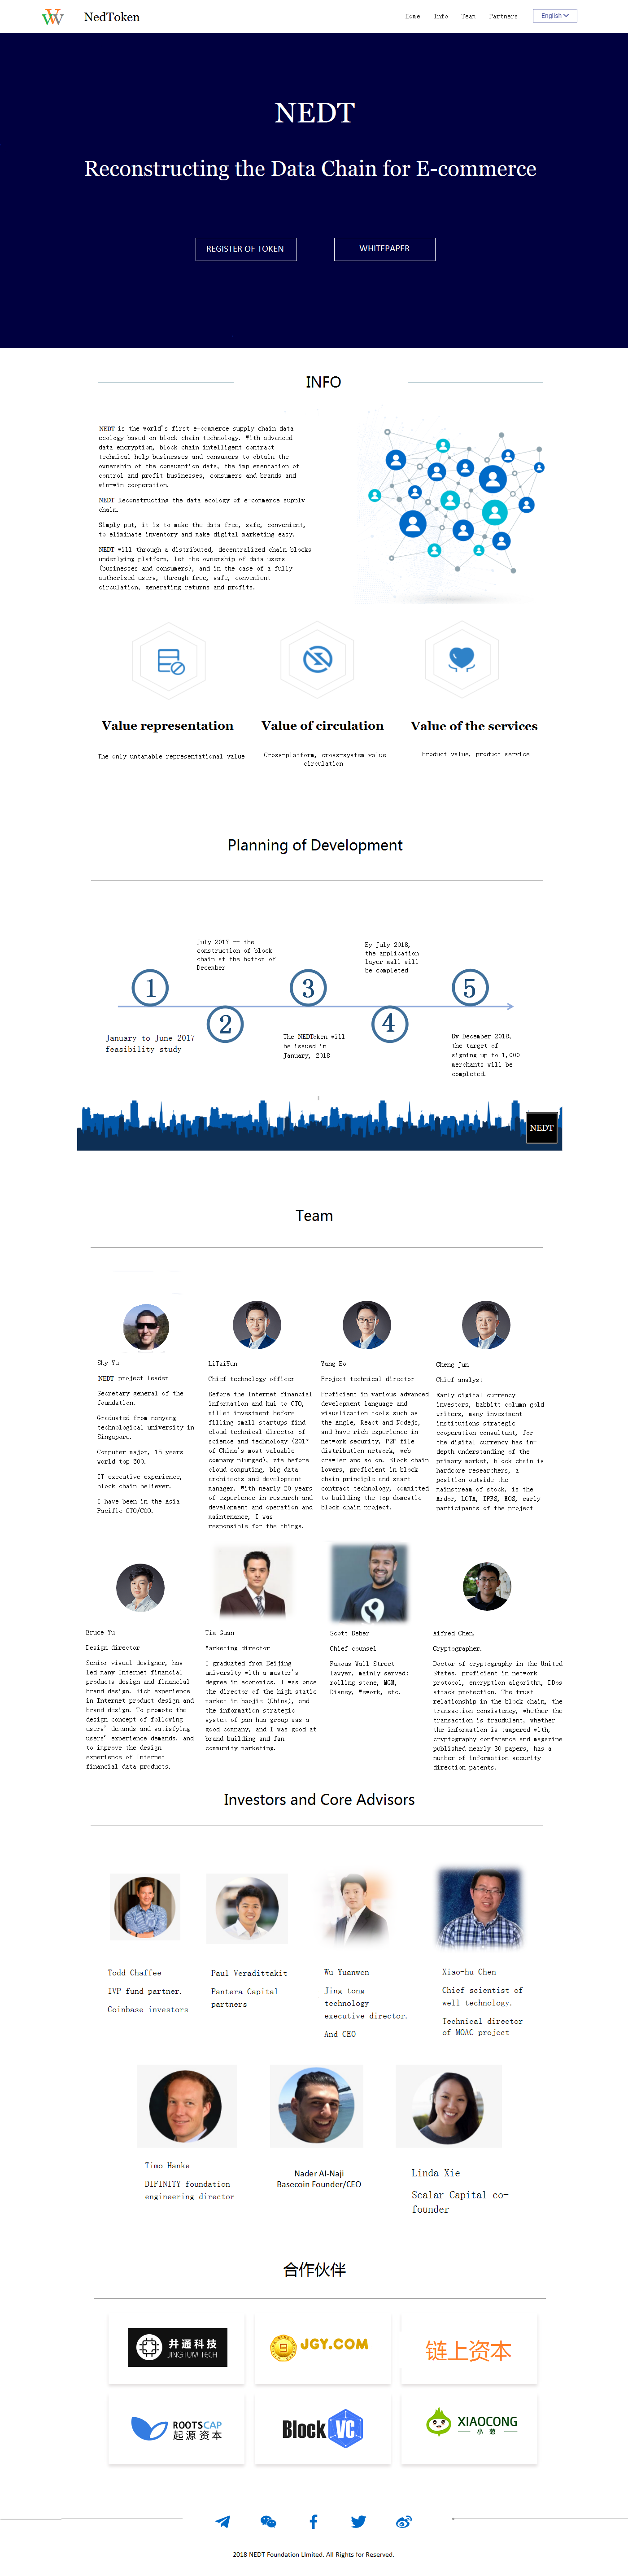 NedToken
Home Info Team Partners English
NEDT
Reconstructing the Data Chain for E-commerce
REGISTER OF TOKEN
WHITEPAPER
INFO
NEDT is the world's first e-commerce supply chain data
ecology based on block chain technology. With advanced
data encryption, block chain intelligent contract
technical help businesses and consumers to obtain the
ownership of the consumption data, the implementation of
control and profit businesses, consumers and brands and
win-win cooperation.
NEDT Reconstructing the data ecology of e-commerce supply
chain.
Simply put, it is to make the data free, safe, convenient,
to eliminate inventory and make digital marketing easy.
NEDT will through a distributed, decentralized chain blocks
underlying platform, let the ownership of data users
(businesses and consumers), and in the case of a fully
authorized users, through free, safe, convenient
circulation, generating returns and profits.
Value representation
The only untamable representational value
Value of circulation
Cross-platform, cross-system value
circulation
Value of the services
Product value, product service
Planning of Development
1
January to June 2017
feasibility study
July 2017 -- the
construction of block
chain at the bottom of
December
2
3
The NEDToken will
be issued in
January, 2018
By July 2018,
the application
layer mall will
be completed
4
5
By December 2018,
the target of
signing up to 1,000
merchants will be
completed.
NEDT
Team
Sky Yu
NEDT project leader
Secretary general of the
foundation.
Graduated from nanyang
technological university in
Singapore.
Computer major, 15 years
world top 500.
IT executive experience,
block chain believer.
I have been in the Asia
Pacific CTO/COO.
LiTaiYun
Chief technology officer
Before the Internet financial
information and hui to CTO,
millet investment before
filling small startups find
cloud technical director of
science and technology (2017
of China's most valuable
company plunged), zte before
cloud computing, big data
architects and development
manager. With nearly 20 years
of experience in research and
development and operation and
maintenance, I was
responsible for the things.
Yang Bo
Project technical director
Proficient in various advanced
development language and
visualization tools such as
the Angle, React and Nodejs,
and have rich experience in
network security, P2P file
distribution network, web
crawler and so on. Block chain
lovers, proficient in block
chain principle and smart
contract technology, committed
to building the top domestic
block chain project.
Cheng Jun
Chief analyst
Early digital currency
investors, babbitt column gold
writers, many investment
institutions strategic
cooperation consultant, for
the digital currency has in-
depth understanding of the
primary market, block chain is
hardcore researchers, a
position outside the
mainstream of stock, is the
Ardor, LOTA, IPFS, EOS, early
participants of the project
Bruce Yu
Design director
Senior visual designer, has
led many Internet financial
products design and financial
brand design. Rich experience
in Internet product design and
brand design. To promote the
design concept of following
users' demands and satisfying
users' experience demands, and
to improve the design
experience of Internet
financial data products.
Tim Guan
Marketing director
I graduated from Beijing
university with a master's
degree in economics. I was once
the director of the high static
market in baojie (China), and
the information strategic
system of pan hua group was a
good company, and I was good at
brand building and fan
community marketing.
Scott Beber
Chief counsel
Famous Wall Street
lawyer, mainly served:
rolling stone, MGM,
Disney, Wework, etc.
Aifred Chen,
Cryptographer.
Doctor of cryptography in the United
States, proficient in network
protocol, encryption algorithm, DDos
attack protection. The trust
relationship in the block chain, the
transaction consistency, whether the
transaction is fraudulent, whether
the information is tampered with,
cryptography conference and magazine
published nearly 30 papers, has a
number of information security
direction patents.
Investors and Core Advisors
Todd Chaffee
IVP fund partner.
Coinbase investors
Paul Veradittakit
Pantera Capital
partners
Wu Yuanwen
Jing tong
technology
executive director.
And CEO
Xiao-hu Chen
Chief scientist of
well technology.
Technical director
of MOAC project
Timo Hanke
DIFINITY foundation
engineering director
Nader Al-Naji
Basecoin Founder/CEO
Linda Xie
Scalar Capital co-
founder
合作伙伴
井通科技
JINGTUM TECH
JGY.COM
链上资本
ROOTSCAP
起源资本
Block VC
XIAOCONG
小葱
2018 NEDT Foundation Llmited. All Rights for Reserved.